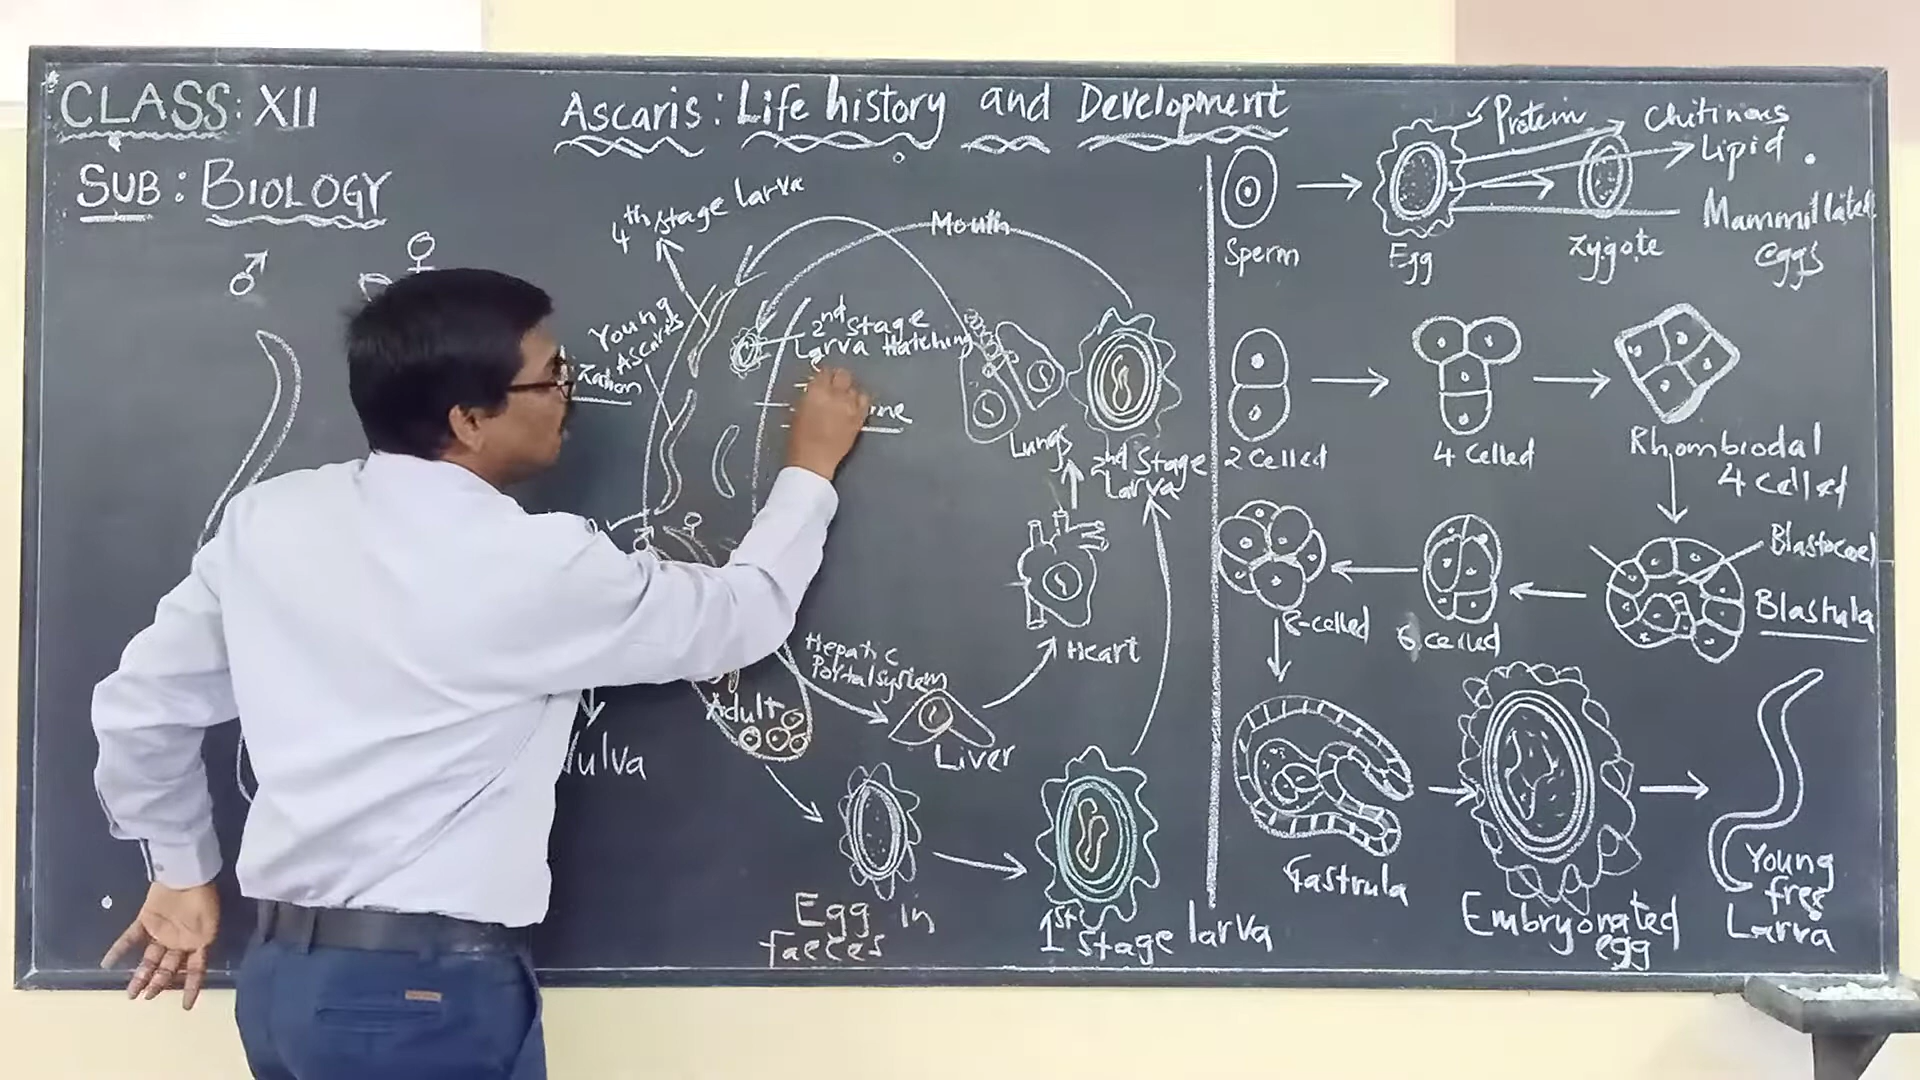 CLASS: XII
SUB: BIOLOGY
Ascaris: Life history and Development
♂
♀
4th stage larva
Young
Ascaris
Mouth
2nd Stage
Larva Hatching
Lungs
2nd Stage
Larva
Heart
Hepatic
Portal system
Liver
Adult
Vulva
Egg in
faeces
1st stage larva
Protein
Chitinous
Lipid
Mammillated
eggs
Sperm
Egg
Zygote
2 celled
4 celled
Rhombiodal
4 celled
Blastocoel
Blastula
8-celled
6 celled
Gastrula
Embryonated
egg
Young
free
Larva